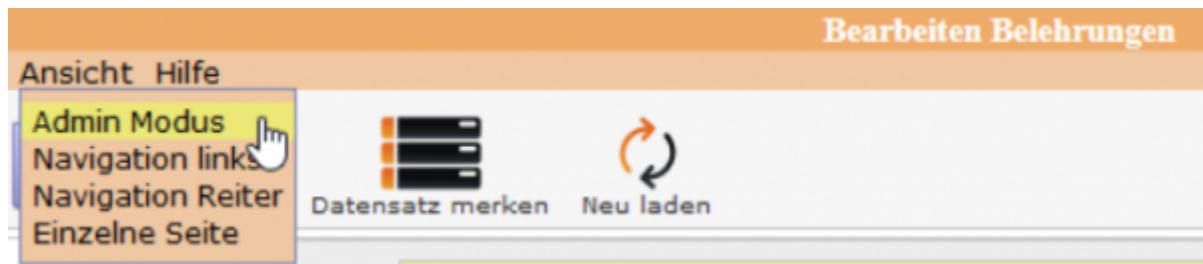 Bearbeiten Belehrungen
Ansicht Hilfe
Admin Modus
Navigation links
Navigation Reiter
Einzelne Seite
Datensatz merken Neu laden